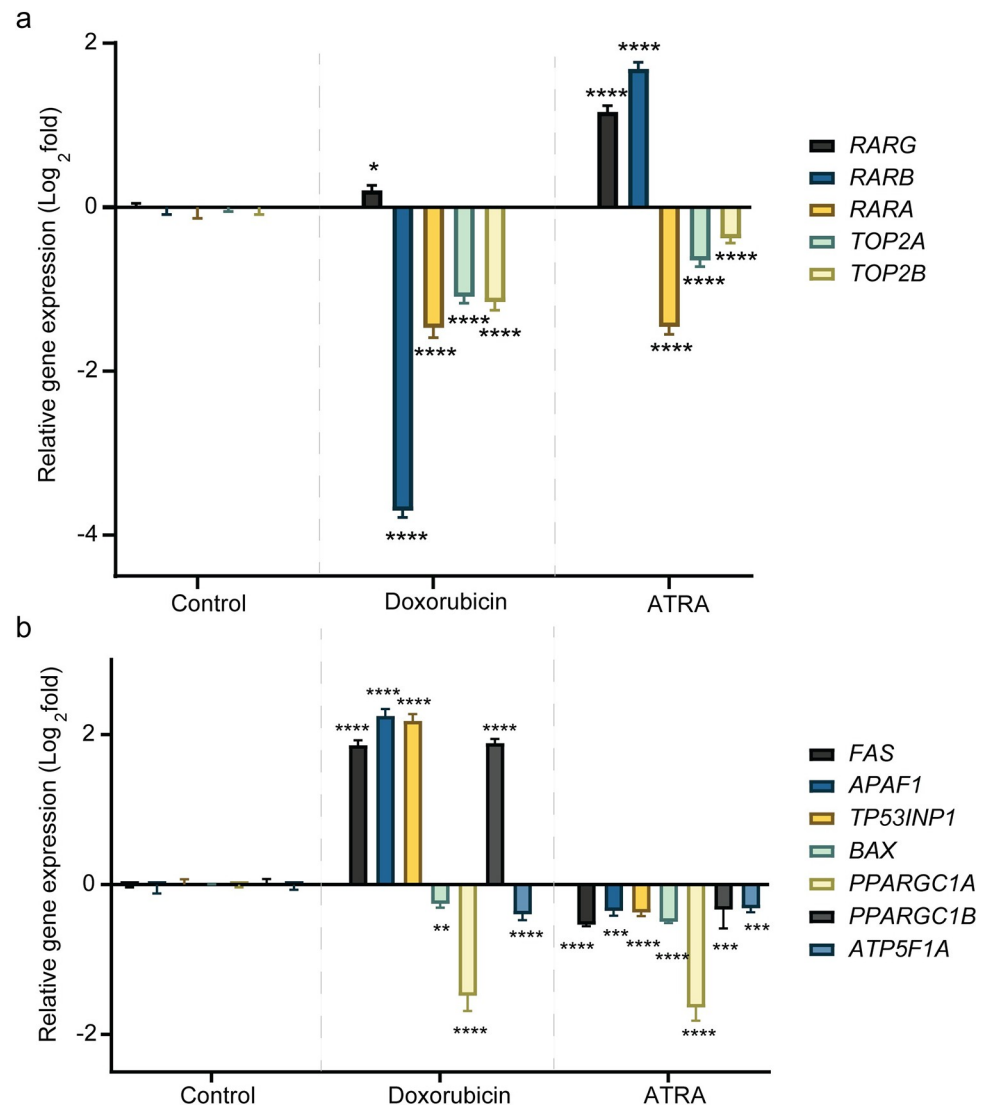 a
Relative gene expression (Log2fold)
2
0
-2
-4
*
****
****
****
****
****
****
****
****
****
Control
Doxorubicin
ATRA
RARG
RARB
RARA
TOP2A
TOP2B
b
Relative gene expression (Log2fold)
2
0
-2
****
****
****
**
****
****
****
****
***
****
****
****
***
***
Control
Doxorubicin
ATRA
FAS
APAF1
TP53INP1
BAX
PPARGC1A
PPARGC1B
ATP5F1A